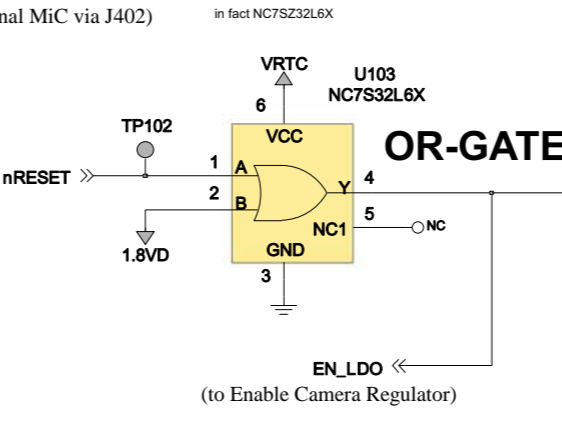 nal MiC via J402)
in fact NC7SZ32L6X
VRTC
U103
NC7S32L6X
6
TP102
VCC
OR-GATE
1
A
nRESET
4
Y
2
B
5
NC
NC1
1.8VD
GND
3
EN_LDO
(to Enable Camera Regulator)